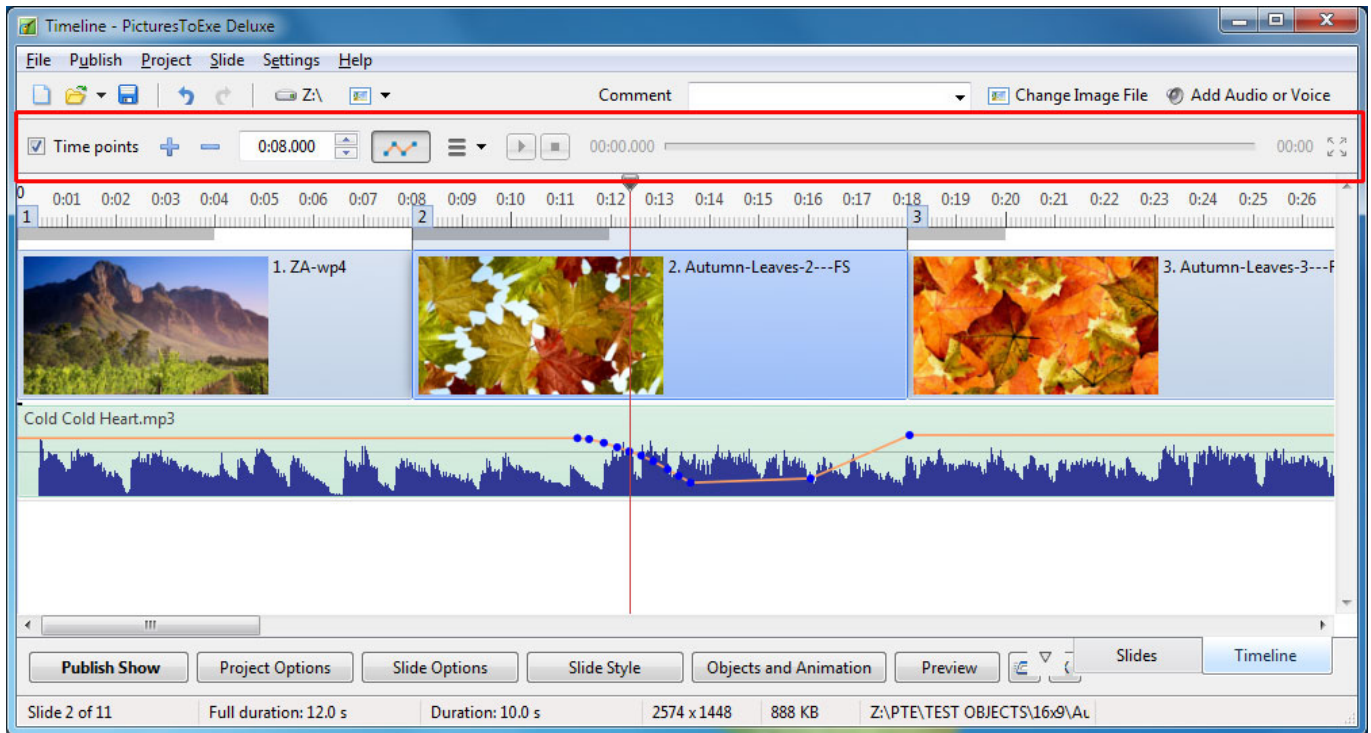 Timeline - PicturesToExe Deluxe
File Publish Project Slide Settings Help
Z:\ Comment Change Image File Add Audio or Voice
Time points 0:08.000 00:00.000 00:00
0 0:01 0:02 0:03 0:04 0:05 0:06 0:07 0:08 0:09 0:10 0:11 0:12 0:13 0:14 0:15 0:16 0:17 0:18 0:19 0:20 0:21 0:22 0:23 0:24 0:25 0:26
1 2 3
1. ZA-wp4 2. Autumn-Leaves-2---FS 3. Autumn-Leaves-3---F
Cold Cold Heart.mp3
Publish Show Project Options Slide Options Slide Style Objects and Animation Preview Slides Timeline
Slide 2 of 11 Full duration: 12.0 s Duration: 10.0 s 2574 x 1448 888 KB Z:\PTE\TEST OBJECTS\16x9\Au